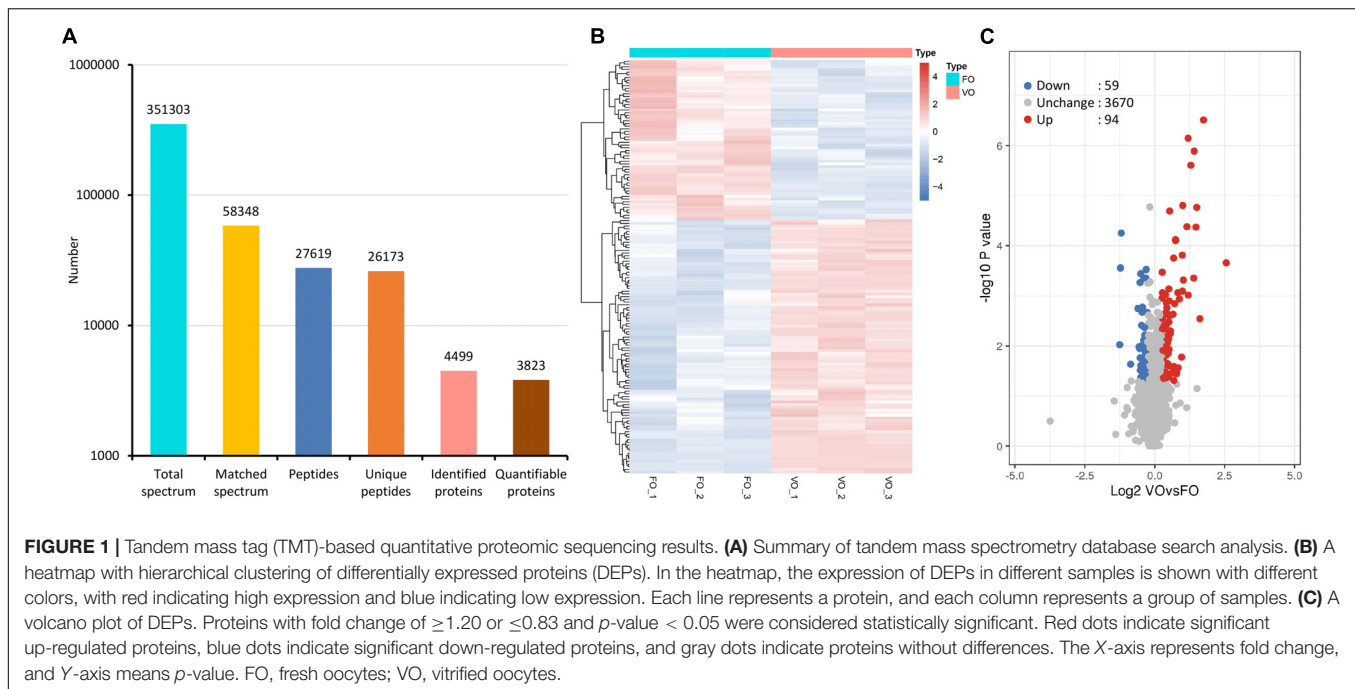 A
1000000
100000
10000
1000
Number
351303
58348
27619
26173
4499
3823
Total spectrum
Matched spectrum
Peptides
Unique peptides
Identified proteins
Quantifiable proteins
B
Type
Type
FO
VO
4
2
0
−2
−4
FO_1
FO_2
FO_3
VO_1
VO_2
VO_3
C
Down : 59
Unchange : 3670
Up : 94
6
4
2
0
-log10 P value
-5.0
-2.5
0.0
2.5
5.0
Log2 VOvsFO
FIGURE 1 | Tandem mass tag (TMT)-based quantitative proteomic sequencing results. (A) Summary of tandem mass spectrometry database search analysis. (B) A
heatmap with hierarchical clustering of differentially expressed proteins (DEPs). In the heatmap, the expression of DEPs in different samples is shown with different
colors, with red indicating high expression and blue indicating low expression. Each line represents a protein, and each column represents a group of samples. (C) A
volcano plot of DEPs. Proteins with fold change of ≥1.20 or ≤0.83 and p-value < 0.05 were considered statistically significant. Red dots indicate significant
up-regulated proteins, blue dots indicate significant down-regulated proteins, and gray dots indicate proteins without differences. The X-axis represents fold change,
and Y-axis means p-value. FO, fresh oocytes; VO, vitrified oocytes.